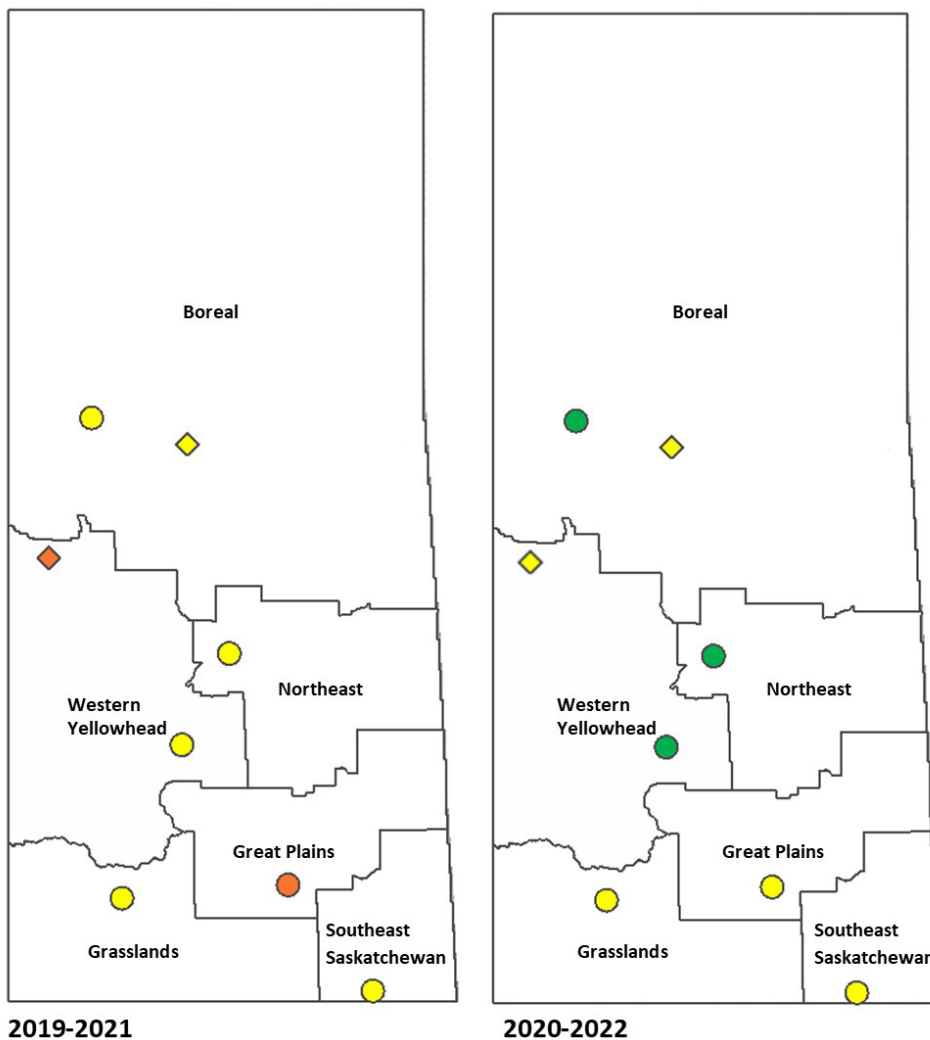 Boreal
Northeast
Western
Yellowhead
Great Plains
Southeast
Saskatchewan
Grasslands
2019-2021
Boreal
Northeast
Western
Yellowhead
Great Plains
Southeast
Saskatchewan
Grasslands
2020-2022